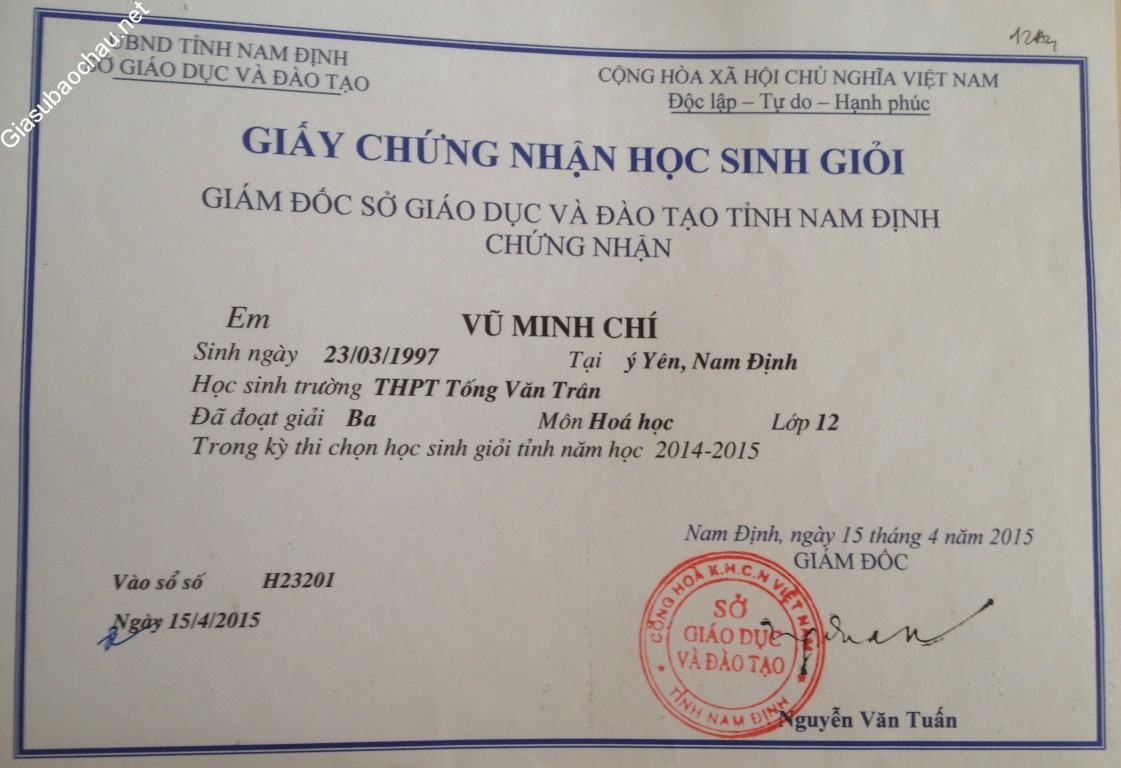 Giasubaochau.net
UBND TỈNH NAM ĐỊNH
SỞ GIÁO DỤC VÀ ĐÀO TẠO
CỘNG HÒA XÃ HỘI CHỦ NGHĨA VIỆT NAM
Độc lập – Tự do – Hạnh phúc
GIẤY CHỨNG NHẬN HỌC SINH GIỎI
GIÁM ĐỐC SỞ GIÁO DỤC VÀ ĐÀO TẠO TỈNH NAM ĐỊNH
CHỨNG NHẬN
Em VŨ MINH CHÍ
Sinh ngày 23/03/1997 Tại ý Yên, Nam Định
Học sinh trường THPT Tống Văn Trân
Đã đoạt giải Ba Môn Hoá học Lớp 12
Trong kỳ thi chọn học sinh giỏi tỉnh năm học 2014-2015
Nam Định, ngày 15 tháng 4 năm 2015
GIÁM ĐỐC
Vào sổ số H23201
Ngày 15/4/2015
CỘNG HOÀ X.H.C.N VIỆT NAM
SỞ
GIÁO DỤC
VÀ ĐÀO TẠO
TỈNH NAM ĐỊNH
Nguyễn Văn Tuấn